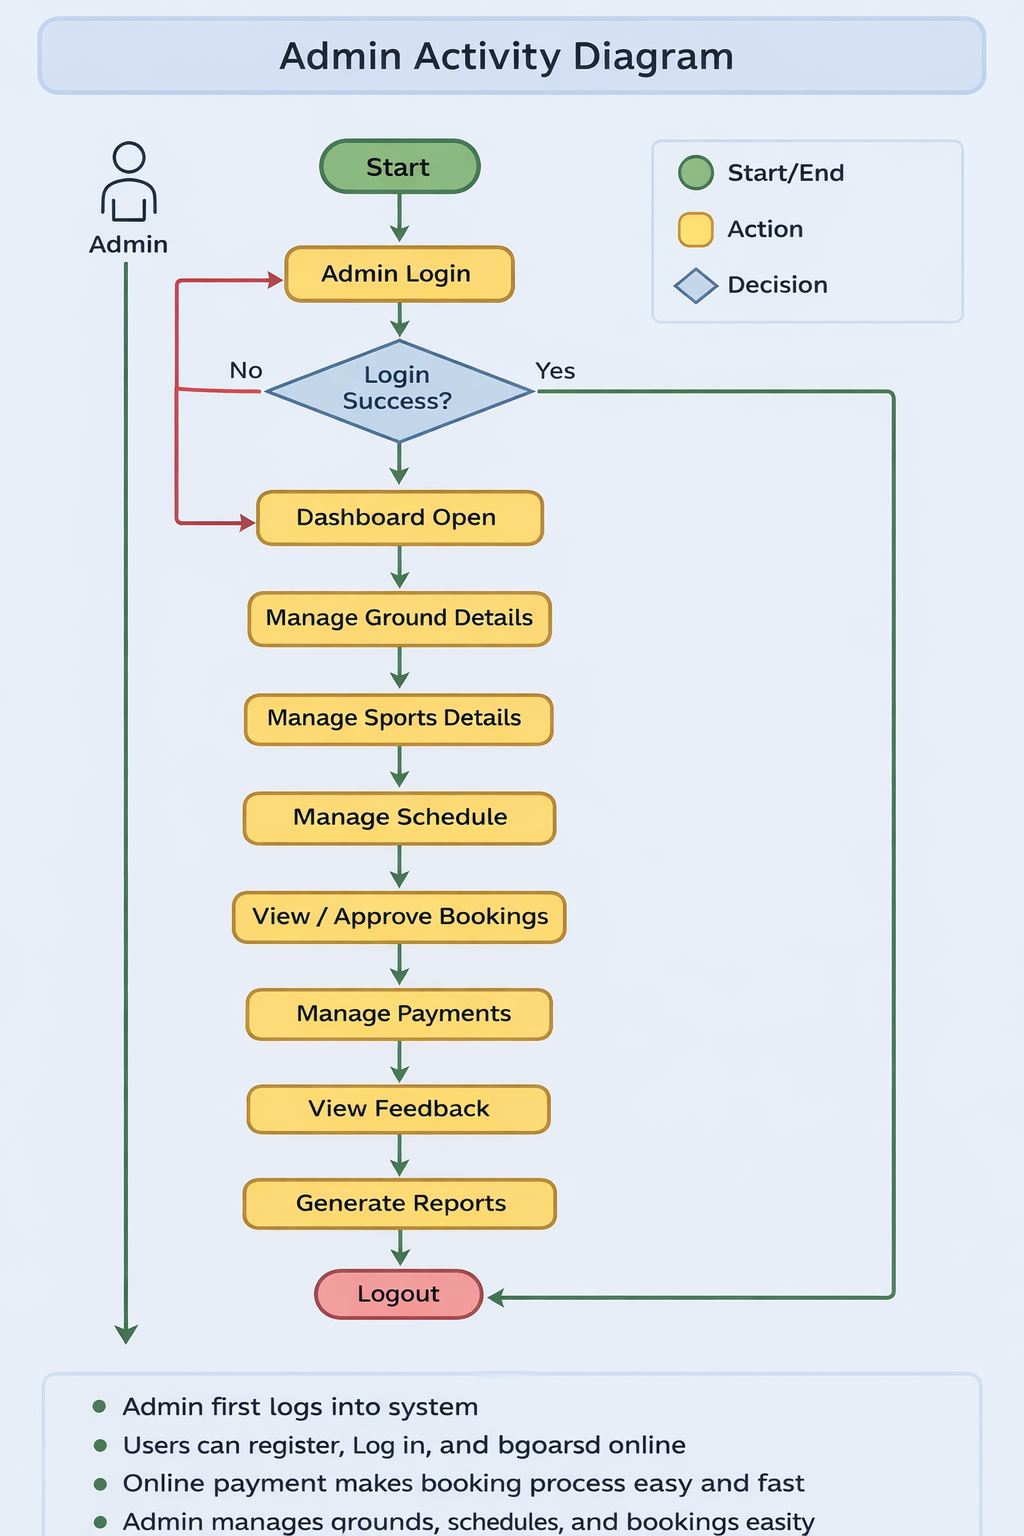 Admin Activity Diagram
Start
Start/End
Admin
Action
Admin Login
Decision
No
Yes
Login
Success?
Dashboard Open
Manage Ground Details
Manage Sports Details
Manage Schedule
View / Approve Bookings
Manage Payments
View Feedback
Generate Reports
Logout
Admin first logs into system
Users can register, Log in, and bgoarsd online
Online payment makes booking process easy and fast
Admin manages grounds, schedules, and bookings easity